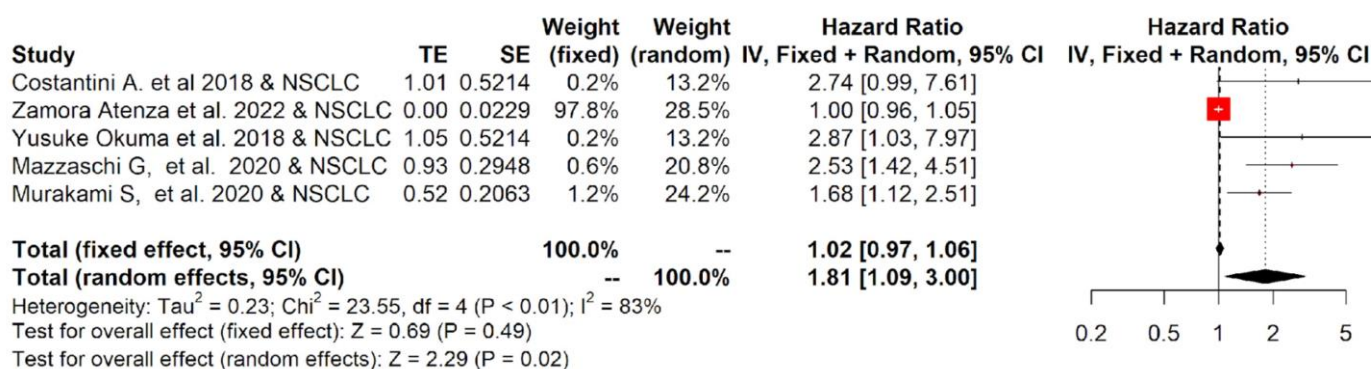 Weight Weight Hazard Ratio Hazard Ratio
Study TE SE (fixed) (random) IV, Fixed + Random, 95% CI IV, Fixed + Random, 95% CI
Costantini A. et al 2018 & NSCLC 1.01 0.5214 0.2% 13.2% 2.74 [0.99, 7.61]
Zamora Atenza et al. 2022 & NSCLC 0.00 0.0229 97.8% 28.5% 1.00 [0.96, 1.05]
Yusuke Okuma et al. 2018 & NSCLC 1.05 0.5214 0.2% 13.2% 2.87 [1.03, 7.97]
Mazzaschi G, et al. 2020 & NSCLC 0.93 0.2948 0.6% 20.8% 2.53 [1.42, 4.51]
Murakami S, et al. 2020 & NSCLC 0.52 0.2063 1.2% 24.2% 1.68 [1.12, 2.51]
Total (fixed effect, 95% CI) 100.0% -- 1.02 [0.97, 1.06]
Total (random effects, 95% CI) -- 100.0% 1.81 [1.09, 3.00]
Heterogeneity: Tau² = 0.23; Chi² = 23.55, df = 4 (P < 0.01); I² = 83%
Test for overall effect (fixed effect): Z = 0.69 (P = 0.49)
Test for overall effect (random effects): Z = 2.29 (P = 0.02)
0.2 0.5 1 2 5